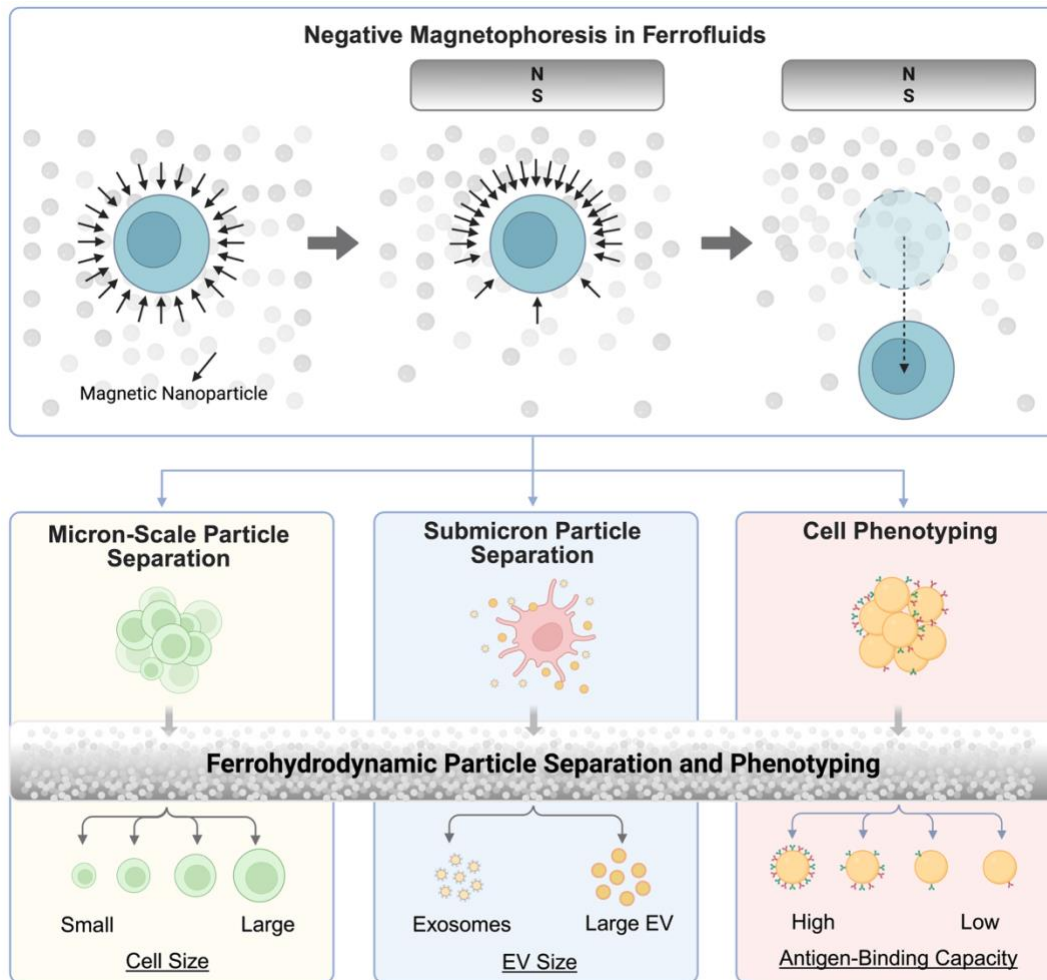 Negative Magnetophoresis in Ferrofluids
N
S
N
S
Magnetic Nanoparticle
Micron-Scale Particle
Separation
Submicron Particle
Separation
Cell Phenotyping
Ferrohydrodynamic Particle Separation and Phenotyping
Small
Large
Cell Size
Exosomes
Large EV
EV Size
High
Low
Antigen-Binding Capacity